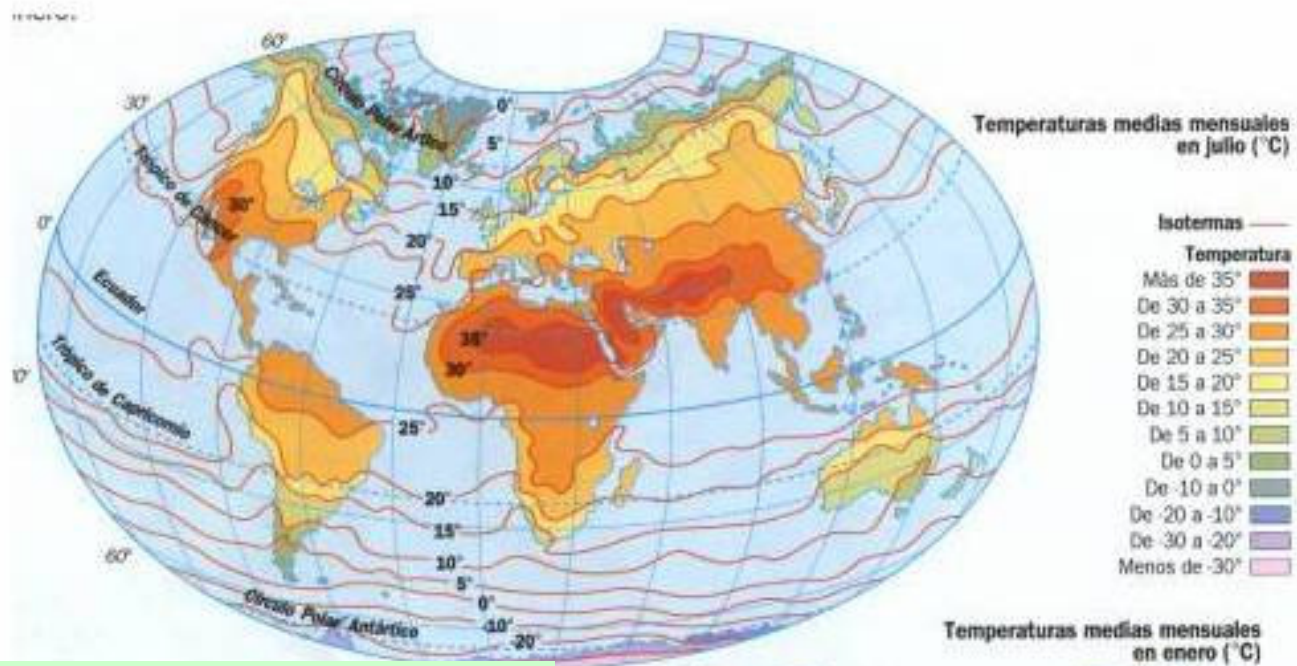 60°
30°
0°
60°
Círculo Polar Ártico
Trópico de Cáncer
Ecuador
Trópico de Capricornio
Círculo Polar Antártico
0°
5°
10°
15°
20°
25°
30°
35°
30°
25°
20°
15°
10°
5°
0°
-10°
-20°
Temperaturas medias mensuales
en julio (°C)
Isotermas
Temperatura
Más de 35°
De 30 a 35°
De 25 a 30°
De 20 a 25°
De 15 a 20°
De 10 a 15°
De 5 a 10°
De 0 a 5°
De -10 a 0°
De -20 a -10°
De -30 a -20°
Menos de -30°
Temperaturas medias mensuales
en enero (°C)